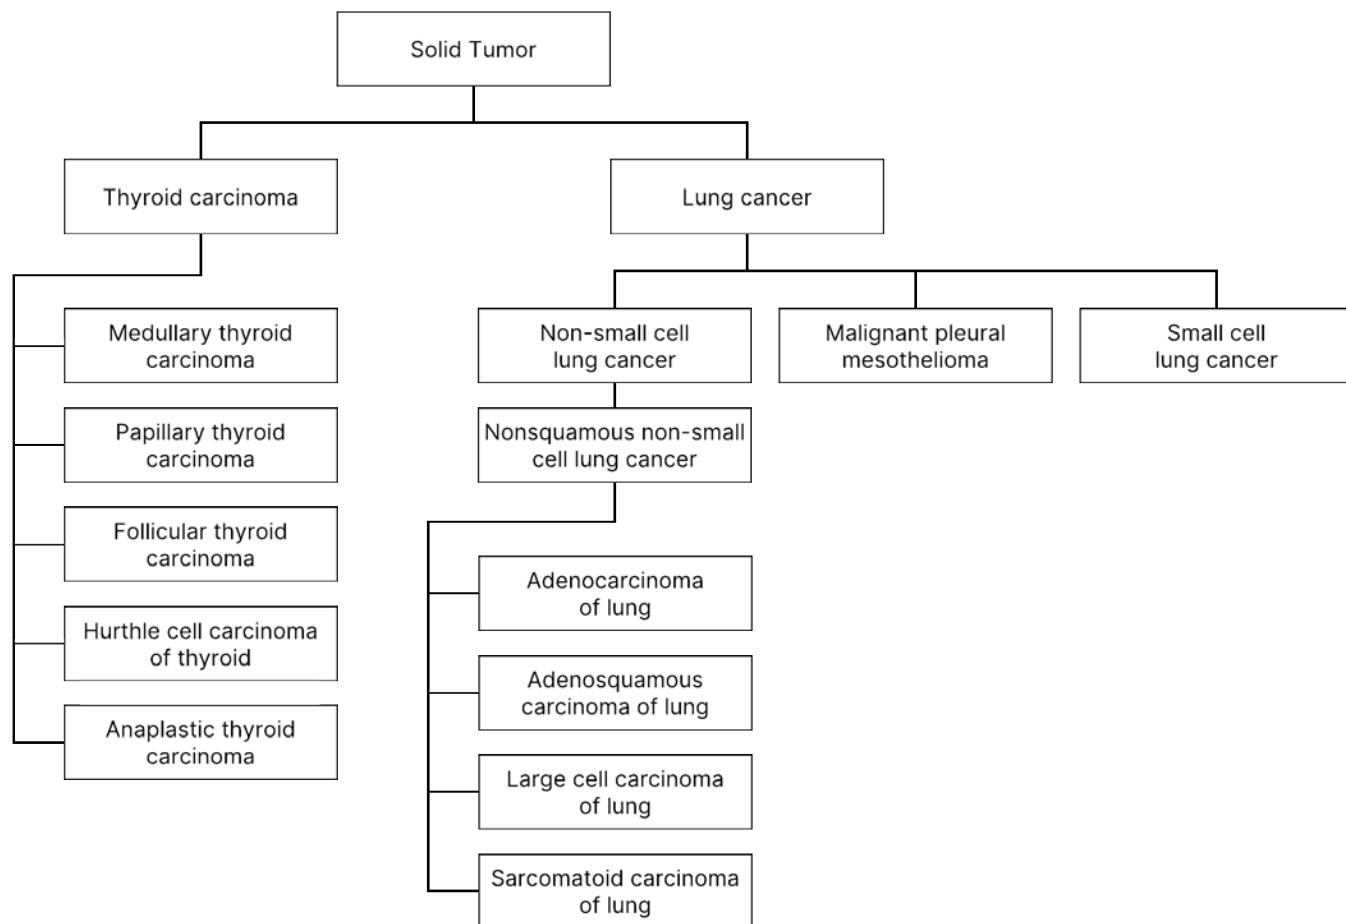 Solid Tumor
Thyroid carcinoma
Lung cancer
Medullary thyroid
carcinoma
Papillary thyroid
carcinoma
Follicular thyroid
carcinoma
Hurthle cell carcinoma
of thyroid
Anaplastic thyroid
carcinoma
Non-small cell
lung cancer
Malignant pleural
mesothelioma
Small cell
lung cancer
Nonsquamous non-small
cell lung cancer
Adenocarcinoma
of lung
Adenosquamous
carcinoma of lung
Large cell carcinoma
of lung
Sarcomatoid carcinoma
of lung